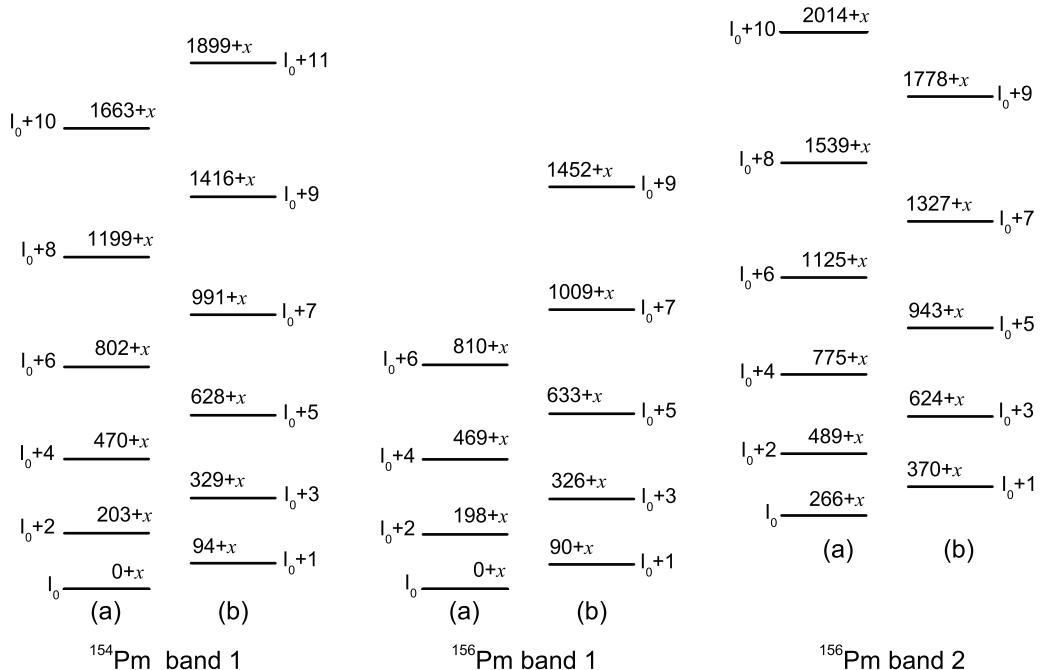 2014+x
I₀+10
1899+x
I₀+11
1778+x
I₀+9
1663+x
I₀+10
1539+x
I₀+8
1452+x
I₀+9
1416+x
I₀+9
1327+x
I₀+7
1199+x
I₀+8
1125+x
I₀+6
1009+x
I₀+7
991+x
I₀+7
943+x
I₀+5
802+x
I₀+6
810+x
I₀+6
775+x
I₀+4
628+x
I₀+5
633+x
I₀+5
624+x
I₀+3
470+x
I₀+4
469+x
I₀+4
489+x
I₀+2
329+x
I₀+3
326+x
I₀+3
370+x
I₀+1
203+x
I₀+2
198+x
I₀+2
266+x
I₀
94+x
I₀+1
90+x
I₀+1
(a) (b)
0+x
I₀
0+x
I₀
(a) (b) (a) (b)
¹⁵⁴Pm band 1 ¹⁵⁶Pm band 1 ¹⁵⁶Pm band 2